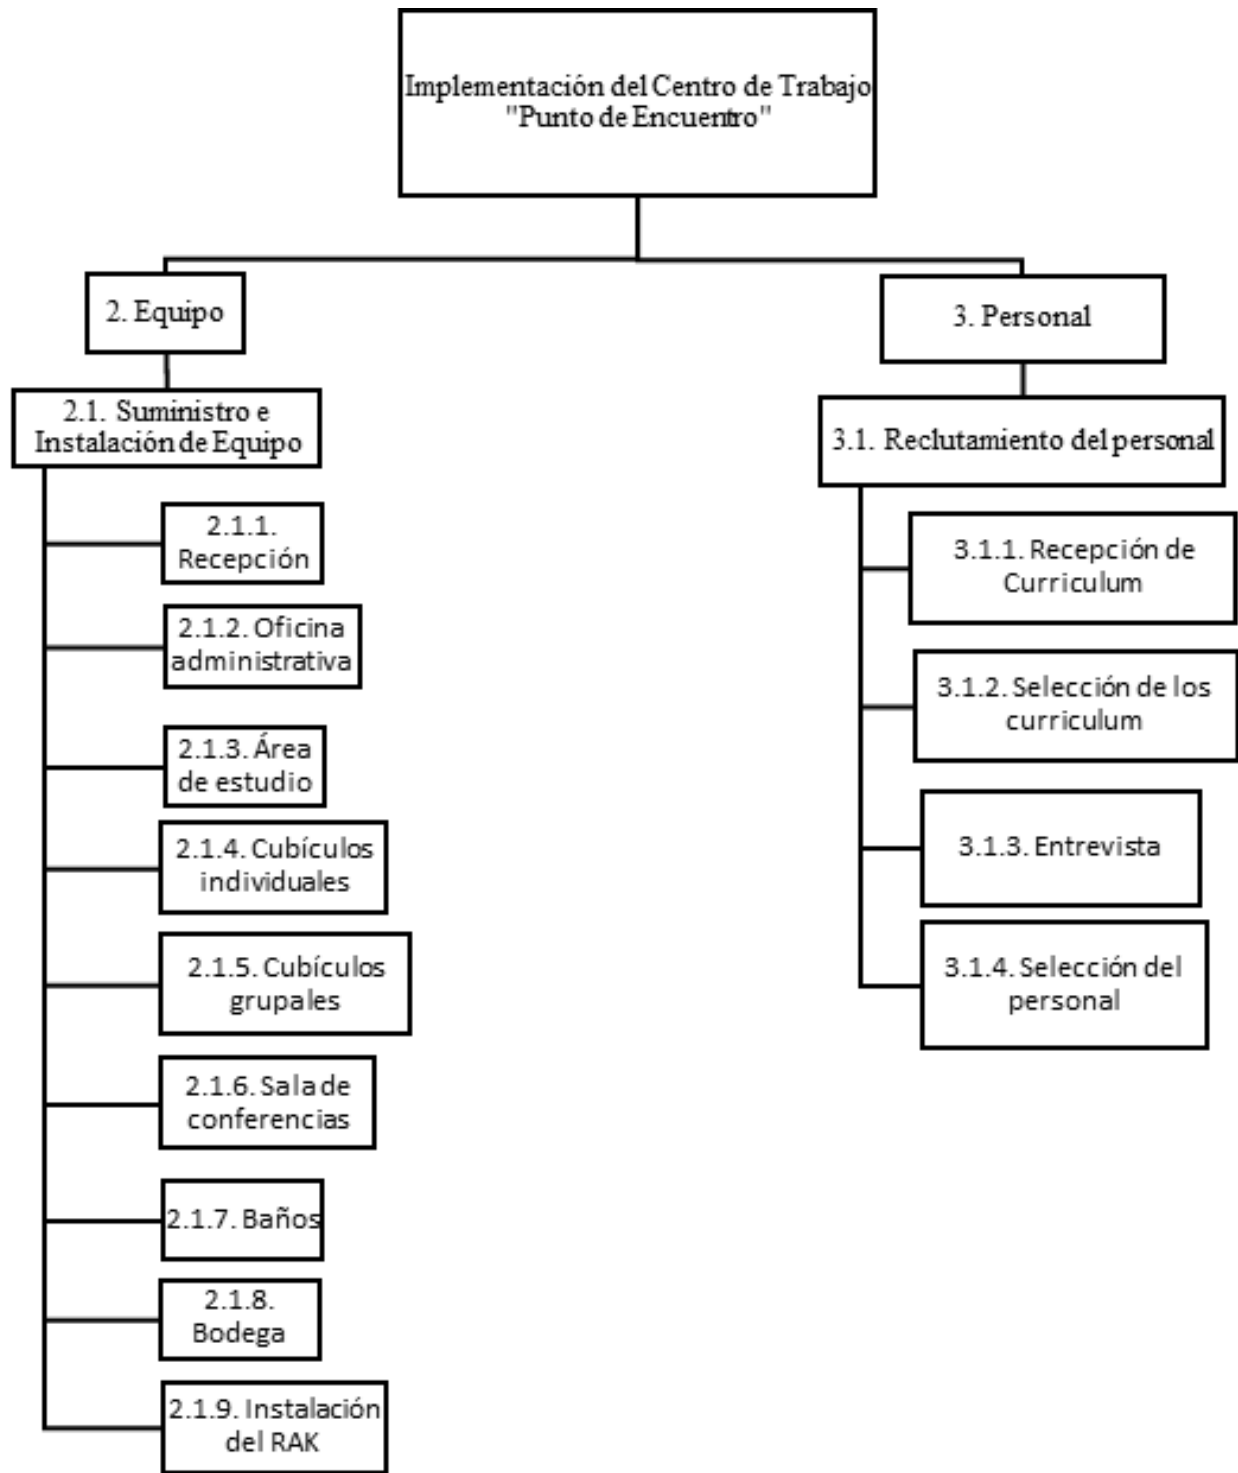 Implementación del Centro de Trabajo
"Punto de Encuentro"
2. Equipo
2.1. Suministro e
Instalación de Equipo
2.1.1.
Recepción
2.1.2. Oficina
administrativa
2.1.3. Área
de estudio
2.1.4. Cubículos
individuales
2.1.5. Cubículos
grupales
2.1.6. Sala de
conferencias
2.1.7. Baños
2.1.8.
Bodega
2.1.9. Instalación
del RAK
3. Personal
3.1. Reclutamiento del personal
3.1.1. Recepción de
Curriculum
3.1.2. Selección de los
curriculum
3.1.3. Entrevista
3.1.4. Selección del
personal